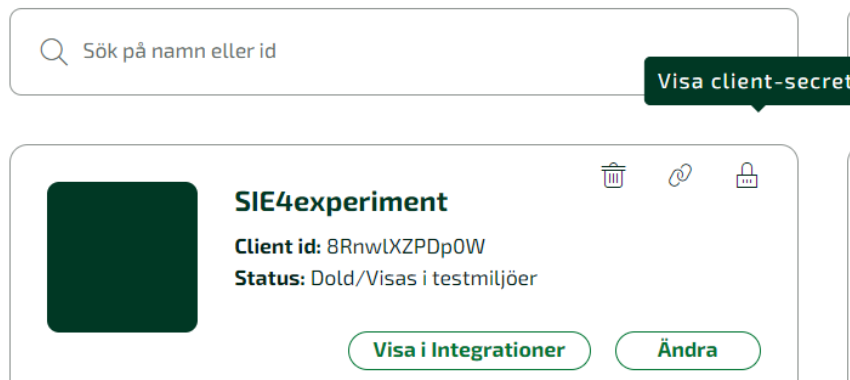 Sök på namn eller id
Visa client-secret
SIE4experiment
Client id: 8RnwlXZPDp0W
Status: Dold/Visas i testmiljöer
Visa i Integrationer
Ändra